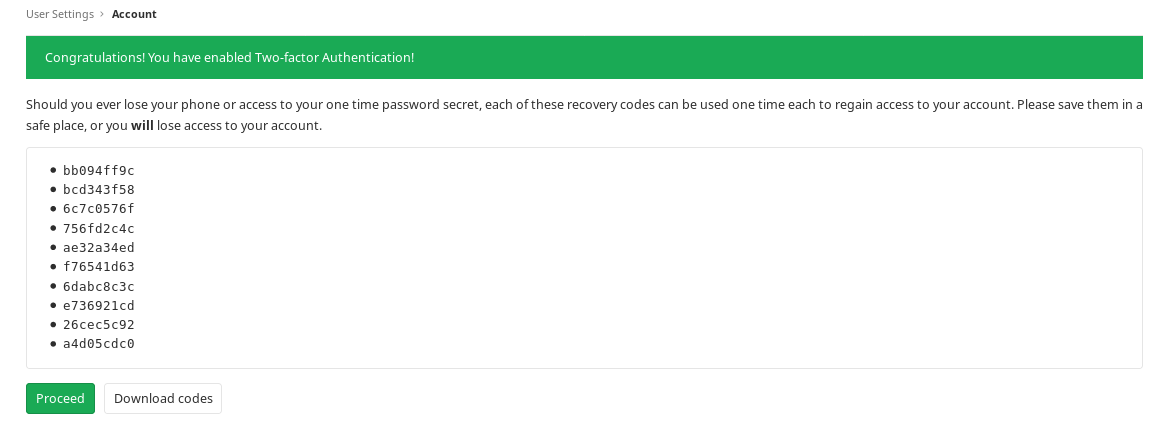 User Settings › Account
Congratulations! You have enabled Two-factor Authentication!
Should you ever lose your phone or access to your one time password secret, each of these recovery codes can be used one time each to regain access to your account. Please save them in a
safe place, or you will lose access to your account.
• bb094ff9c
• bcd343f58
• 6c7c0576f
• 756fd2c4c
• ae32a34ed
• f76541d63
• 6dabc8c3c
• e736921cd
• 26cec5c92
• a4d05cdc0
Proceed Download codes